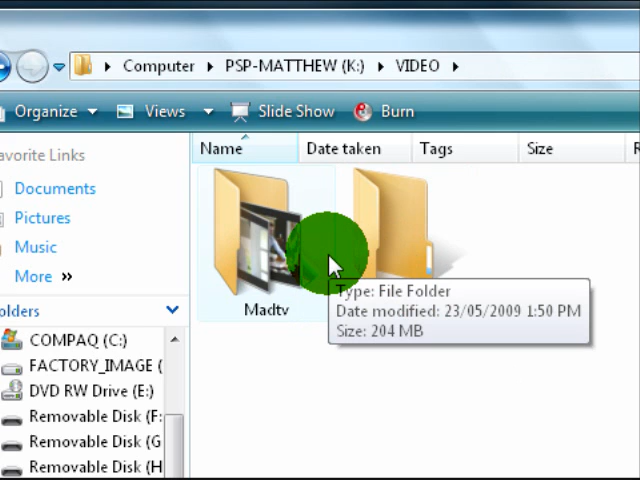 Computer PSP-MATTHEW (K:) VIDEO
Organize Views Slide Show Burn
avorite Links
Name Date taken Tags Size R
Documents
Pictures
Music
More »
olders
Madtv
Type: File Folder
Date modified: 23/05/2009 1:50 PM
Size: 204 MB
COMPAQ (C:)
FACTORY_IMAGE (
DVD RW Drive (E:)
Removable Disk (F:
Removable Disk (G
Removable Disk (H